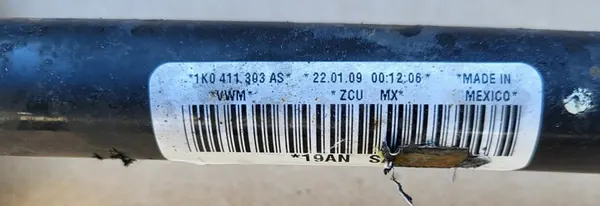 *1K0 411 303 AS* * 22.01.09 00:12:06 * *MADE IN
*VWM* * ZCU MX* MEXICO*
*19AN